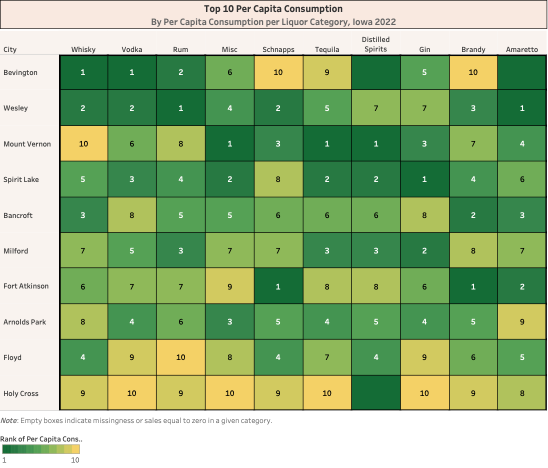 Top 10 Per Capita Consumption
By Per Capita Consumption per Liquor Category, Iowa 2022
City Whisky Vodka Rum Misc Schnapps Tequila Distilled Spirits Gin Brandy Amaretto
Bevington 1 1 2 6 10 9 5 10
Wesley 2 2 1 4 2 5 7 7 3 1
Mount Vernon 10 6 8 1 3 1 1 3 7 4
Spirit Lake 5 3 4 2 8 2 2 1 4 6
Bancroft 3 8 5 5 6 6 6 8 2 3
Milford 7 5 3 7 7 3 3 2 8 7
Fort Atkinson 6 7 7 9 1 8 8 6 1 2
Arnolds Park 8 4 6 3 5 4 5 4 5 9
Floyd 4 9 10 8 4 7 4 9 6 5
Holy Cross 9 10 9 10 9 10 10 9 8
Note: Empty boxes indicate missingness or sales equal to zero in a given category.
Rank of Per Capita Cons..
1 10